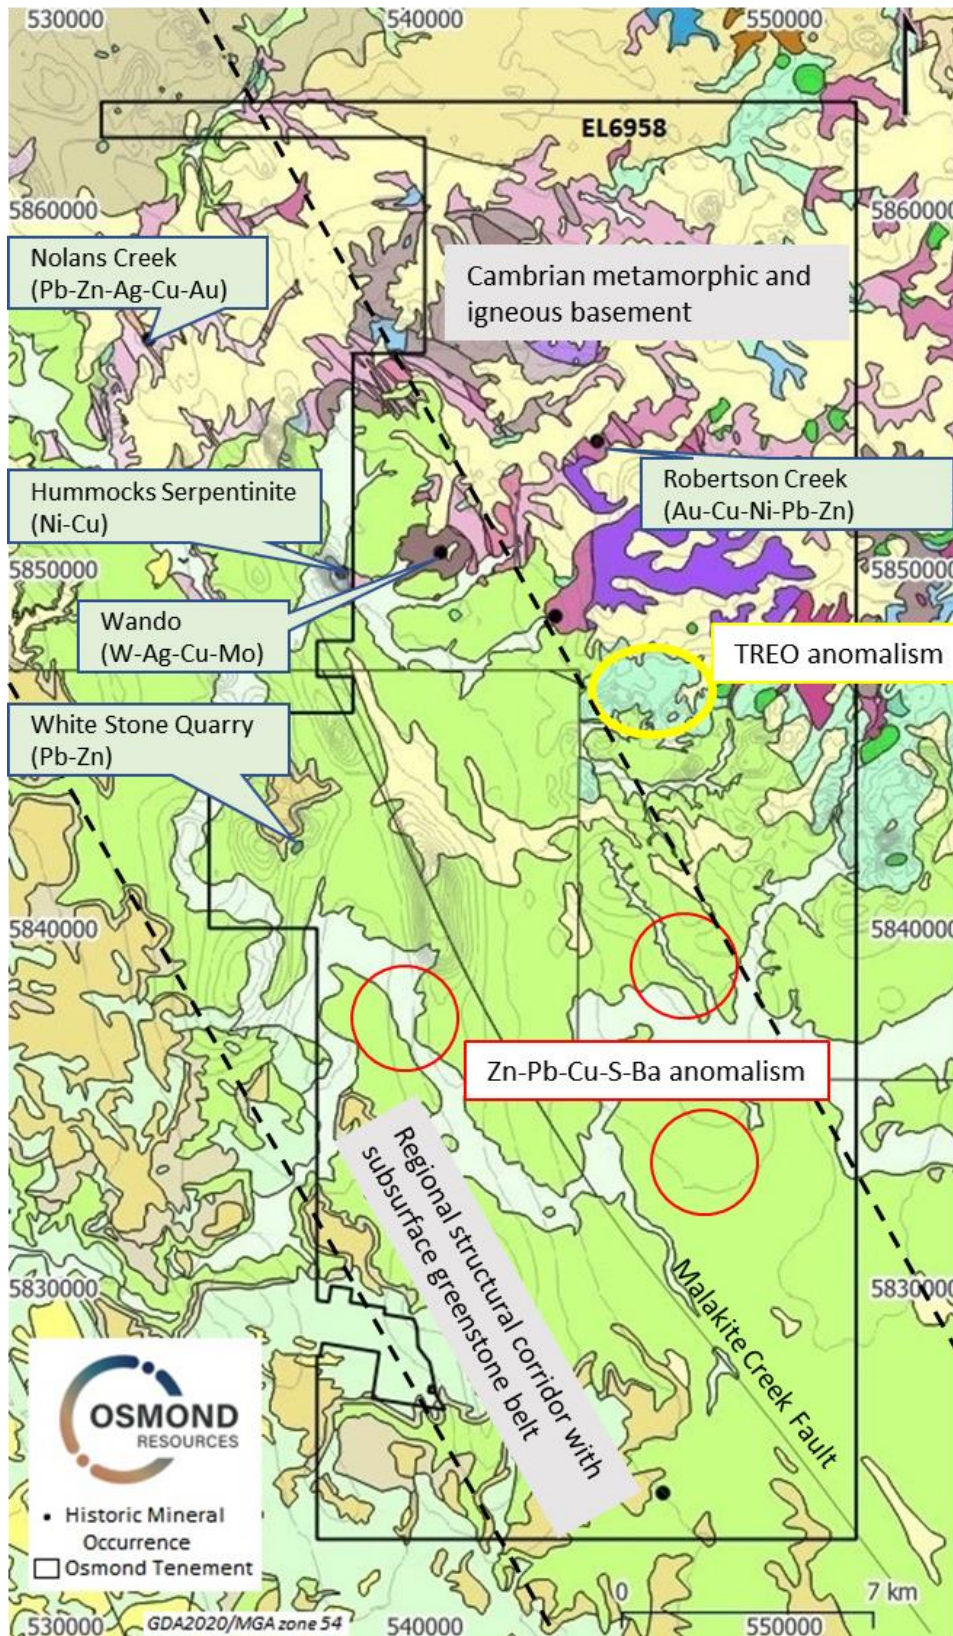 530000
540000
550000
EL6958
5860000
5860000
Nolans Creek
(Pb-Zn-Ag-Cu-Au)
Cambrian metamorphic and
igneous basement
Hummocks Serpentinite
(Ni-Cu)
Robertson Creek
(Au-Cu-Ni-Pb-Zn)
5850000
5850000
Wando
(W-Ag-Cu-Mo)
TREO anomalism
White Stone Quarry
(Pb-Zn)
5840000
5840000
Zn-Pb-Cu-S-Ba anomalism
Regional structural corridor with
subsurface greenstone belt
Malakite Creek Fault
5830000
5830000
OSMOND
RESOURCES
• Historic Mineral
Occurrence
Osmond Tenement
0
7 km
530000
GDA2020/MGA zone 54
540000
550000